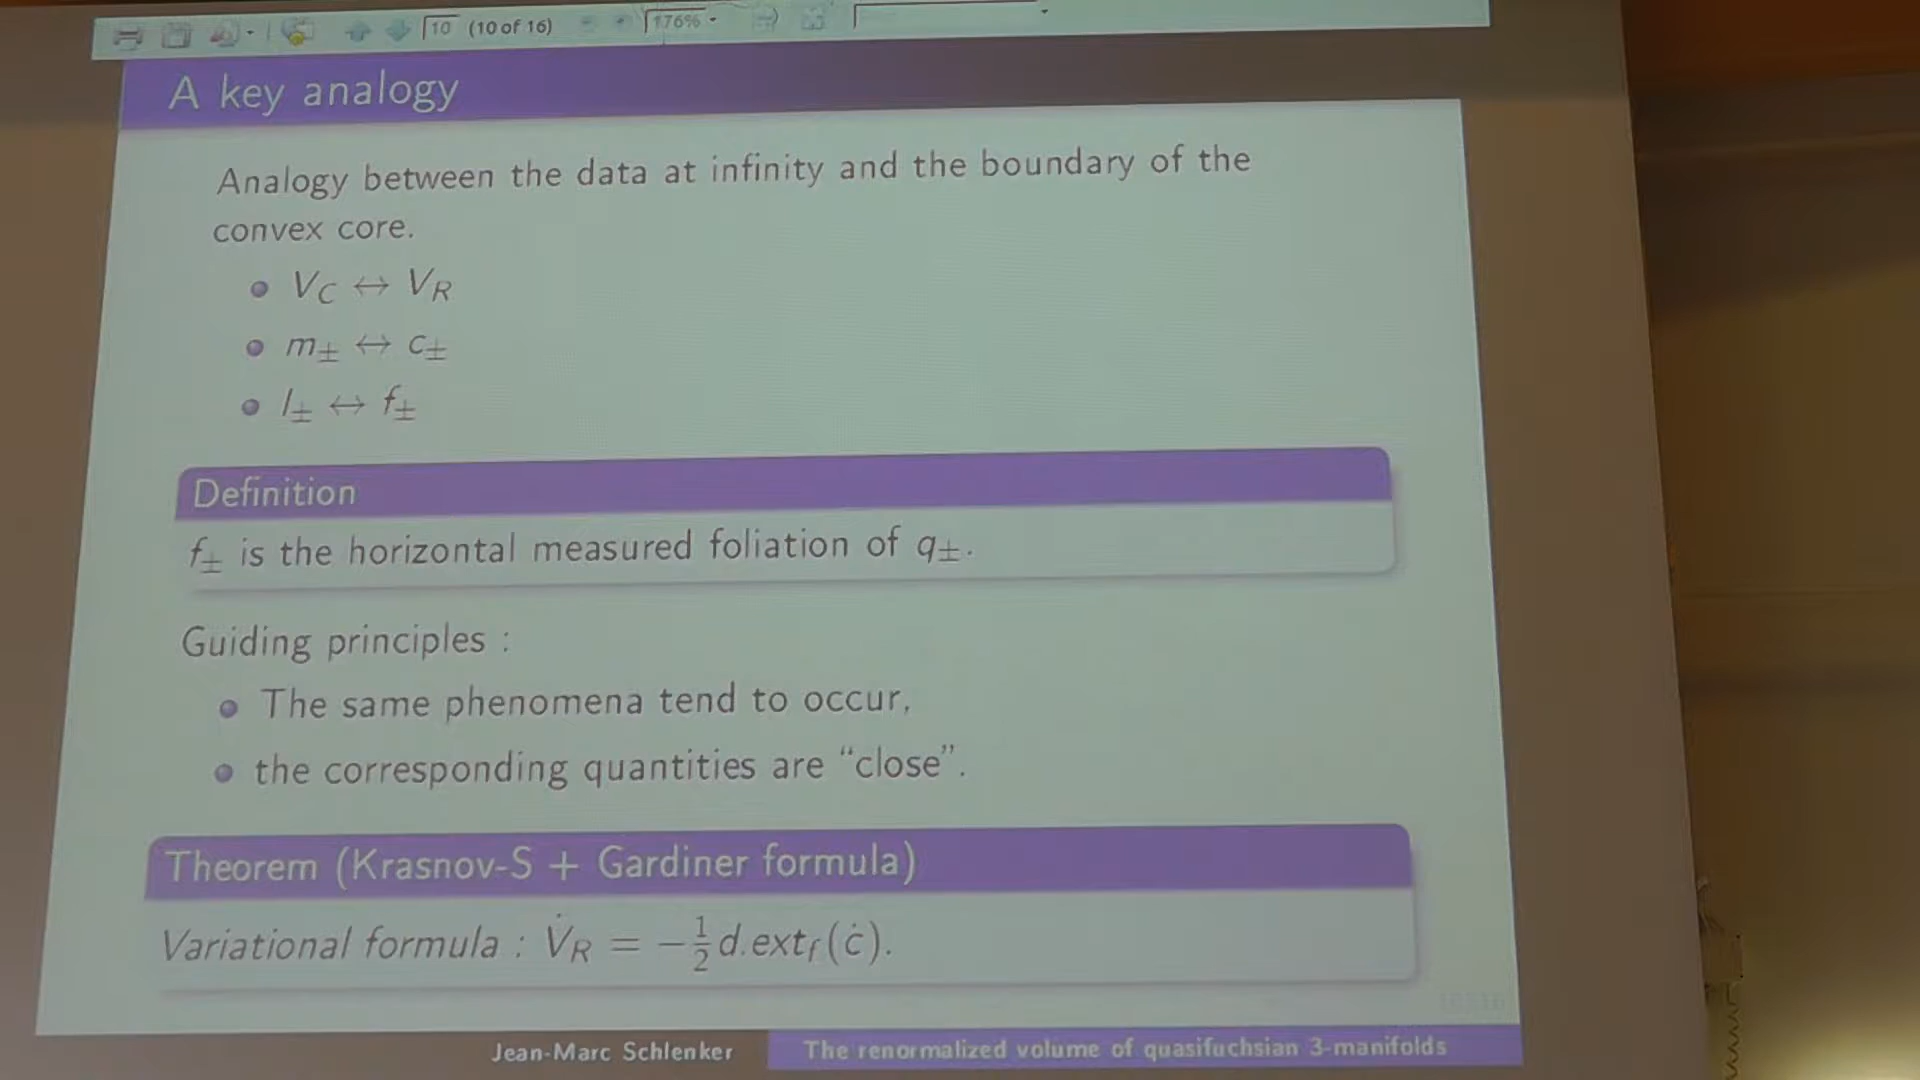 10 (10 of 16) 176%
A key analogy
Analogy between the data at infinity and the boundary of the
convex core.
V_C ↔ V_R
m_± ↔ c_±
l_± ↔ f_±
Definition
f_± is the horizontal measured foliation of q_±.
Guiding principles :
The same phenomena tend to occur,
the corresponding quantities are “close”.
Theorem (Krasnov-S + Gardiner formula)
Variational formula : V̇_R = −½ d.ext_f(ċ).
Jean-Marc Schlenker The renormalized volume of quasifuchsian 3-manifolds